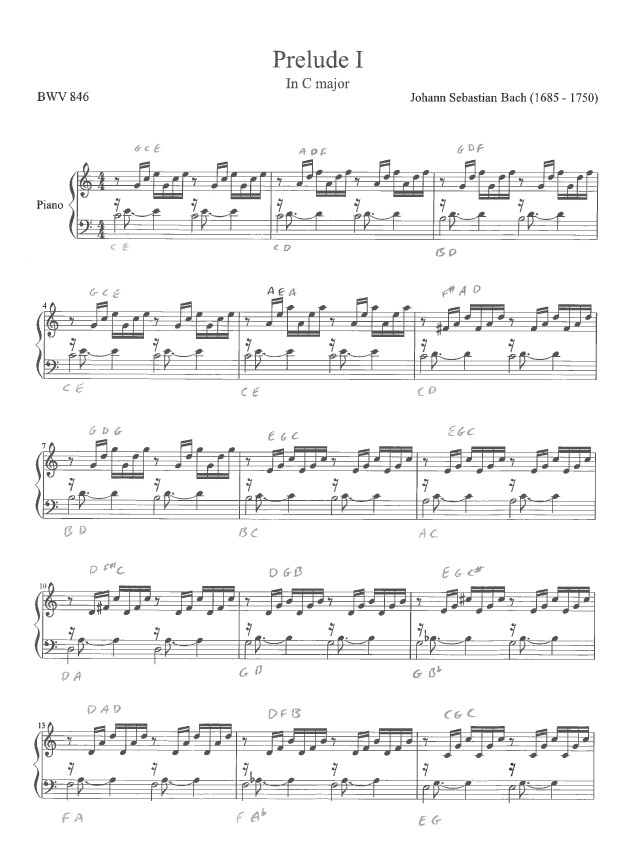 Prelude I
In C major
BWV 846
Johann Sebastian Bach (1685 - 1750)
G C E
A D F
G D F
Piano
C E
C D
B D
4
G C E
A E A
F# A D
C E
C E
C D
7
G D G
E G C
E G C
B D
B C
A C
10
D F# C
D G B
E G C#
D A
G D
G B♭
13
D A D
D F B
C G C
F A
F A♭
E G